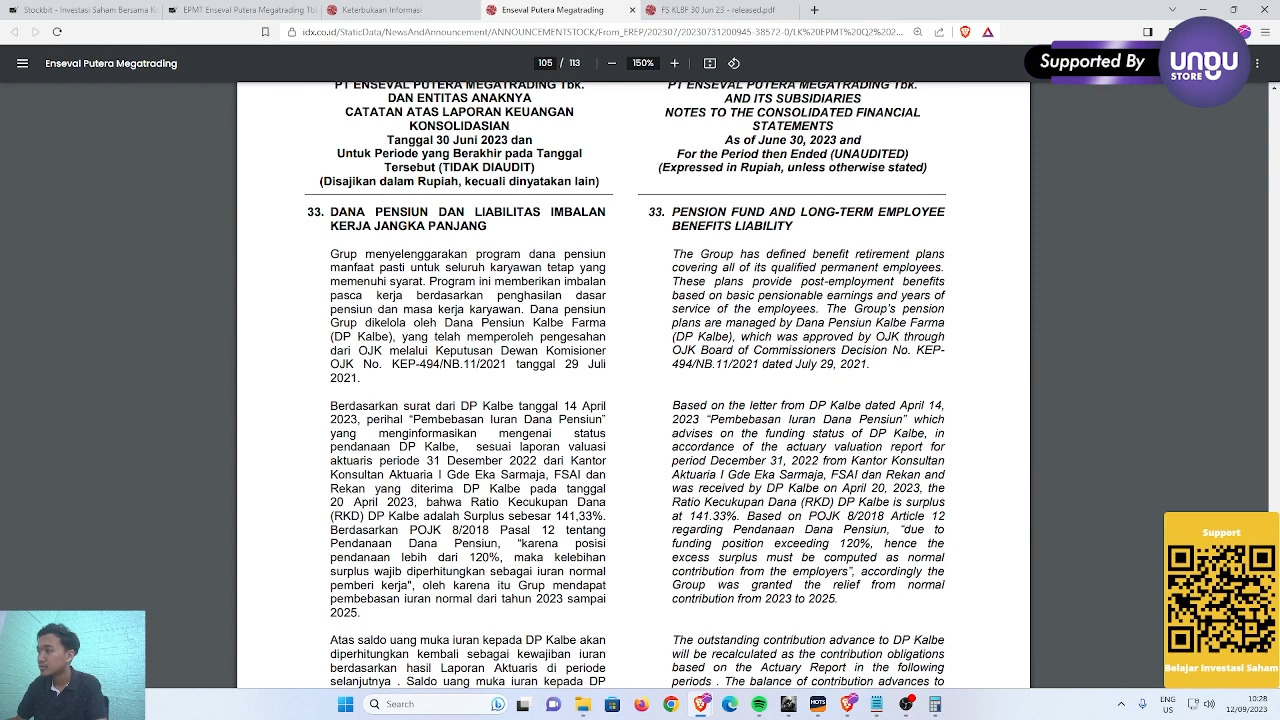 Stockbit - Investasi Bersama K
EPMT Enseval Putera Megatrading Tb
Keterbukaan Informasi
Enseval Putera Megatrading
FS KLBF 30 Jun 23 - released.pdf
idx.co.id/StaticData/NewsAndAnnouncement/ANNOUNCEMENTSTOCK/From_EREP/202307/20230731200945-38572-0/LK%20EPMT%20Q2%202...
Enseval Putera Megatrading
105 / 113
150%
Supported By
UNGU
STORE
PT ENSEVAL PUTERA MEGATRADING Tbk.
DAN ENTITAS ANAKNYA
CATATAN ATAS LAPORAN KEUANGAN
KONSOLIDASIAN
Tanggal 30 Juni 2023 dan
Untuk Periode yang Berakhir pada Tanggal
Tersebut (TIDAK DIAUDIT)
(Disajikan dalam Rupiah, kecuali dinyatakan lain)
33. DANA PENSIUN DAN LIABILITAS IMBALAN
KERJA JANGKA PANJANG
Grup menyelenggarakan program dana pensiun
manfaat pasti untuk seluruh karyawan tetap yang
memenuhi syarat. Program ini memberikan imbalan
pasca kerja berdasarkan penghasilan dasar
pensiun dan masa kerja karyawan. Dana pensiun
Grup dikelola oleh Dana Pensiun Kalbe Farma
(DP Kalbe), yang telah memperoleh pengesahan
dari OJK melalui Keputusan Dewan Komisioner
OJK No. KEP-494/NB.11/2021 tanggal 29 Juli
2021.
Berdasarkan surat dari DP Kalbe tanggal 14 April
2023, perihal “Pembebasan Iuran Dana Pensiun”
yang menginformasikan mengenai status
pendanaan DP Kalbe, sesuai laporan valuasi
aktuaris periode 31 Desember 2022 dari Kantor
Konsultan Aktuaria I Gde Eka Sarmaja, FSAI dan
Rekan yang diterima DP Kalbe pada tanggal
20 April 2023, bahwa Ratio Kecukupan Dana
(RKD) DP Kalbe adalah Surplus sebesar 141,33%.
Berdasarkan POJK 8/2018 Pasal 12 tentang
Pendanaan Dana Pensiun, “karena posisi
pendanaan lebih dari 120%, maka kelebihan
surplus wajib diperhitungkan sebagai iuran normal
pemberi kerja", oleh karena itu Grup mendapat
pembebasan iuran normal dari tahun 2023 sampai
2025.
Atas saldo uang muka iuran kepada DP Kalbe akan
diperhitungkan kembali sebagai kewajiban iuran
berdasarkan hasil Laporan Aktuaris di periode
selanjutnya . Saldo uang muka iuran kepada DP
PT ENSEVAL PUTERA MEGATRADING Tbk.
AND ITS SUBSIDIARIES
NOTES TO THE CONSOLIDATED FINANCIAL
STATEMENTS
As of June 30, 2023 and
For the Period then Ended (UNAUDITED)
(Expressed in Rupiah, unless otherwise stated)
33. PENSION FUND AND LONG-TERM EMPLOYEE
BENEFITS LIABILITY
The Group has defined benefit retirement plans
covering all of its qualified permanent employees.
These plans provide post-employment benefits
based on basic pensionable earnings and years of
service of the employees. The Group's pension
plans are managed by Dana Pensiun Kalbe Farma
(DP Kalbe), which was approved by OJK through
OJK Board of Commissioners Decision No. KEP-
494/NB.11/2021 dated July 29, 2021.
Based on the letter from DP Kalbe dated April 14,
2023 “Pembebasan Iuran Dana Pensiun” which
advises on the funding status of DP Kalbe, in
accordance of the actuary valuation report for
period December 31, 2022 from Kantor Konsultan
Aktuaria I Gde Eka Sarmaja, FSAI dan Rekan and
was received by DP Kalbe on April 20, 2023, the
Ratio Kecukupan Dana (RKD) DP Kalbe is surplus
at 141.33%. Based on POJK 8/2018 Article 12
regarding Pendanaan Dana Pensiun, “due to
funding position exceeding 120%, hence the
excess surplus must be computed as normal
contribution from the employers”, accordingly the
Group was granted the relief from normal
contribution from 2023 to 2025.
The outstanding contribution advance to DP Kalbe
will be recalculated as the contribution obligations
based on the Actuary Report in the following
periods . The balance of contribution advances to
Support
Belajar Investasi Saham
Search
HOTS
ENG
US
10:28
12/09/2023